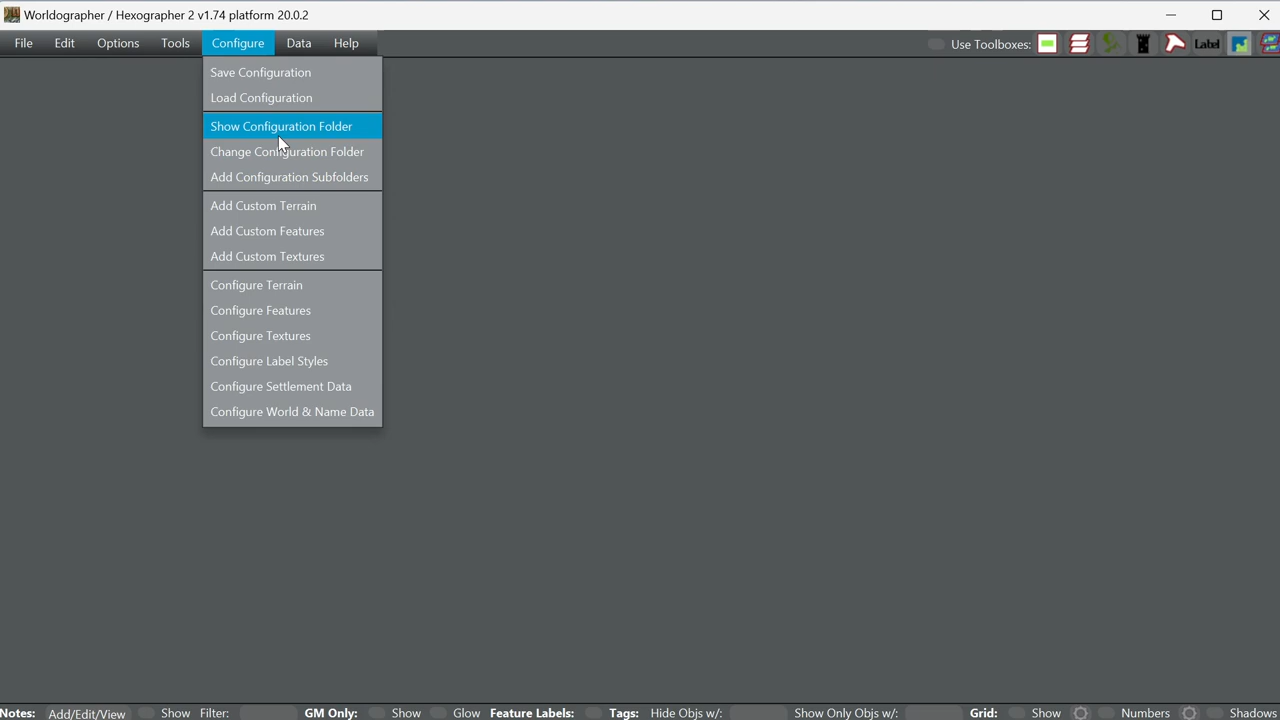 Worldographer / Hexographer 2 v1.74 platform 20.0.2
File Edit Options Tools Configure Data Help Use Toolboxes: Label
Save Configuration
Load Configuration
Show Configuration Folder
Change Configuration Folder
Add Configuration Subfolders
Add Custom Terrain
Add Custom Features
Add Custom Textures
Configure Terrain
Configure Features
Configure Textures
Configure Label Styles
Configure Settlement Data
Configure World & Name Data
Notes: Add/Edit/View Show Filter: GM Only: Show Glow Feature Labels: Tags: Hide Objs w/: Show Only Objs w/: Grid: Show Numbers Shadows